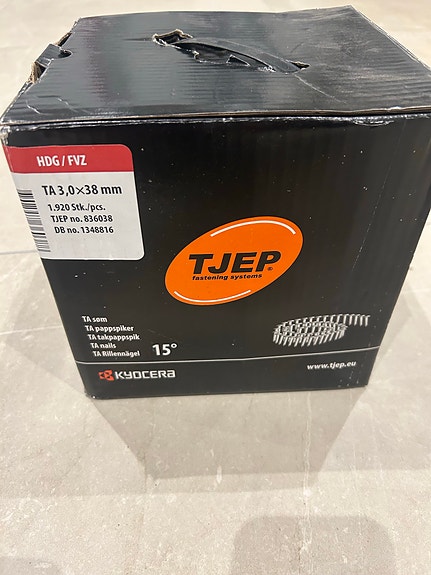 HDG / FVZ
TA 3,0×38 mm
1.920 Stk./pcs.
TJEP no. 836038
DB no. 1348816
TJEP®
fastening systems
TA søm
TA pappspiker
TA takpappspik
TA nails
TA Rillennägel
15°
KYOCERA
www.tjep.eu